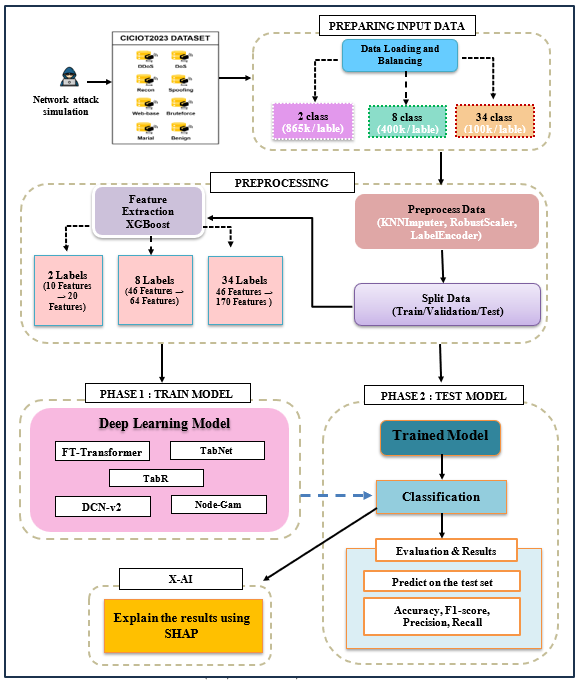 PREPARING INPUT DATA
CICIOT2023 DATASET
DDoS DoS
Recon Spoofing
Web-base Bruteforce
Marial Benign
Network attack
simulation
Data Loading and
Balancing
2 class
(865k/lable)
8 class
(400k/lable)
34 class
(100k/lable)
PREPROCESSING
Feature
Extraction
XGBoost
Preprocess Data
(KNNImputer, RobustScaler,
LabelEncoder)
2 Labels
(10 Features
→ 20
Features)
8 Labels
(46 Features →
64 Features)
34 Labels
46 Features →
170 Features )
Split Data
(Train/Validation/Test)
PHASE 1 : TRAIN MODEL
Deep Learning Model
FT-Transformer
TabNet
TabR
DCN-v2
Node-Gam
PHASE 2 : TEST MODEL
Trained Model
Classification
Evaluation & Results
Predict on the test set
Accuracy, F1-score,
Precision, Recall
X-AI
Explain the results using
SHAP